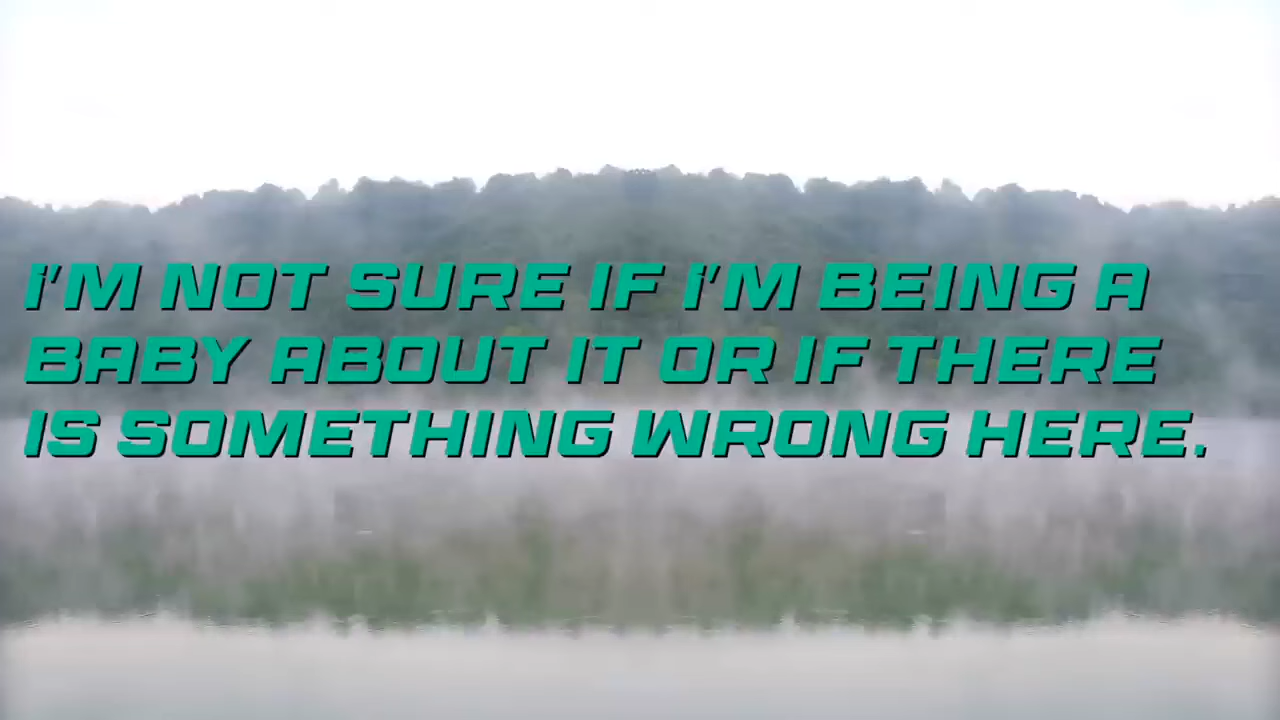 I'M NOT SURE IF I'M BEING A
BABY ABOUT IT OR IF THERE
IS SOMETHING WRONG HERE.